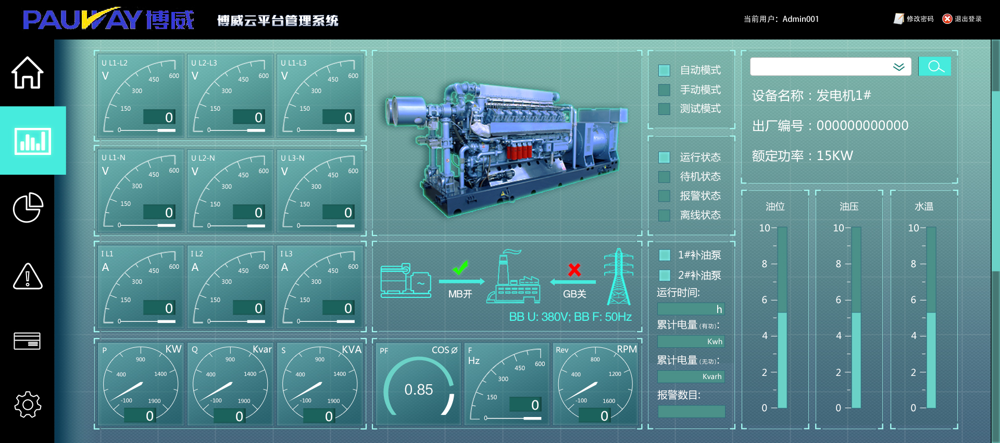 PAUWAY博威
博威云平台管理系统
当前用户：Admin001
修改密码
退出登录
U L1-L2
V
0
150
300
450
600
0
U L2-L3
V
0
150
300
450
600
0
U L1-L3
V
0
150
300
450
600
0
U L1-N
V
0
150
300
450
600
0
U L2-N
V
0
150
300
450
600
0
U L3-N
V
0
150
300
450
600
0
I L1
A
0
150
300
450
600
0
I L2
A
0
150
300
450
600
0
I L3
A
0
150
300
450
600
0
P
KW
-100
400
900
1400
1900
0
Q
Kvar
-100
400
900
1400
1900
0
S
KVA
-100
400
900
1400
1900
0
MB开
GB关
BB U: 380V; BB F: 50Hz
PF
COS Ø
0.85
F
Hz
0
150
300
450
600
0
Rev
RPM
-100
400
800
1200
1600
0
自动模式
手动模式
测试模式
运行状态
待机状态
报警状态
离线状态
1#补油泵
2#补油泵
运行时间:
h
累计电量(有功):
Kwh
累计电量(无功):
Kvarh
报警数目:
设备名称：发电机1#
出厂编号：000000000000
额定功率：15KW
油位
10
8
6
4
2
0
油压
10
8
6
4
2
0
水温
10
8
6
4
2
0